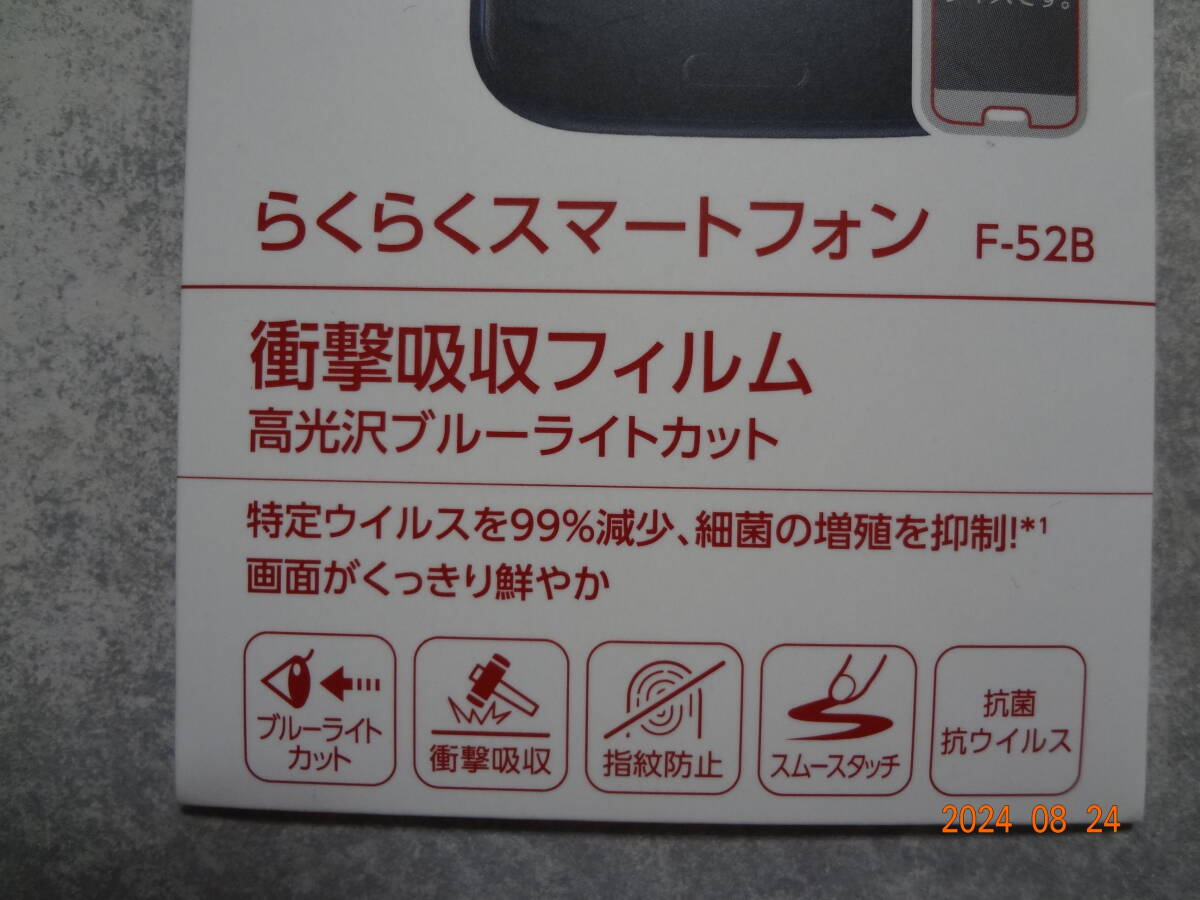 らくらくスマートフォン F-52B
衝撃吸収フィルム
高光沢ブルーライトカット
特定ウイルスを99%減少、細菌の増殖を抑制!*1
画面がくっきり鮮やか
ブルーライト
カット
衝撃吸収
指紋防止
スムースタッチ
抗菌
抗ウイルス
2024 08 24